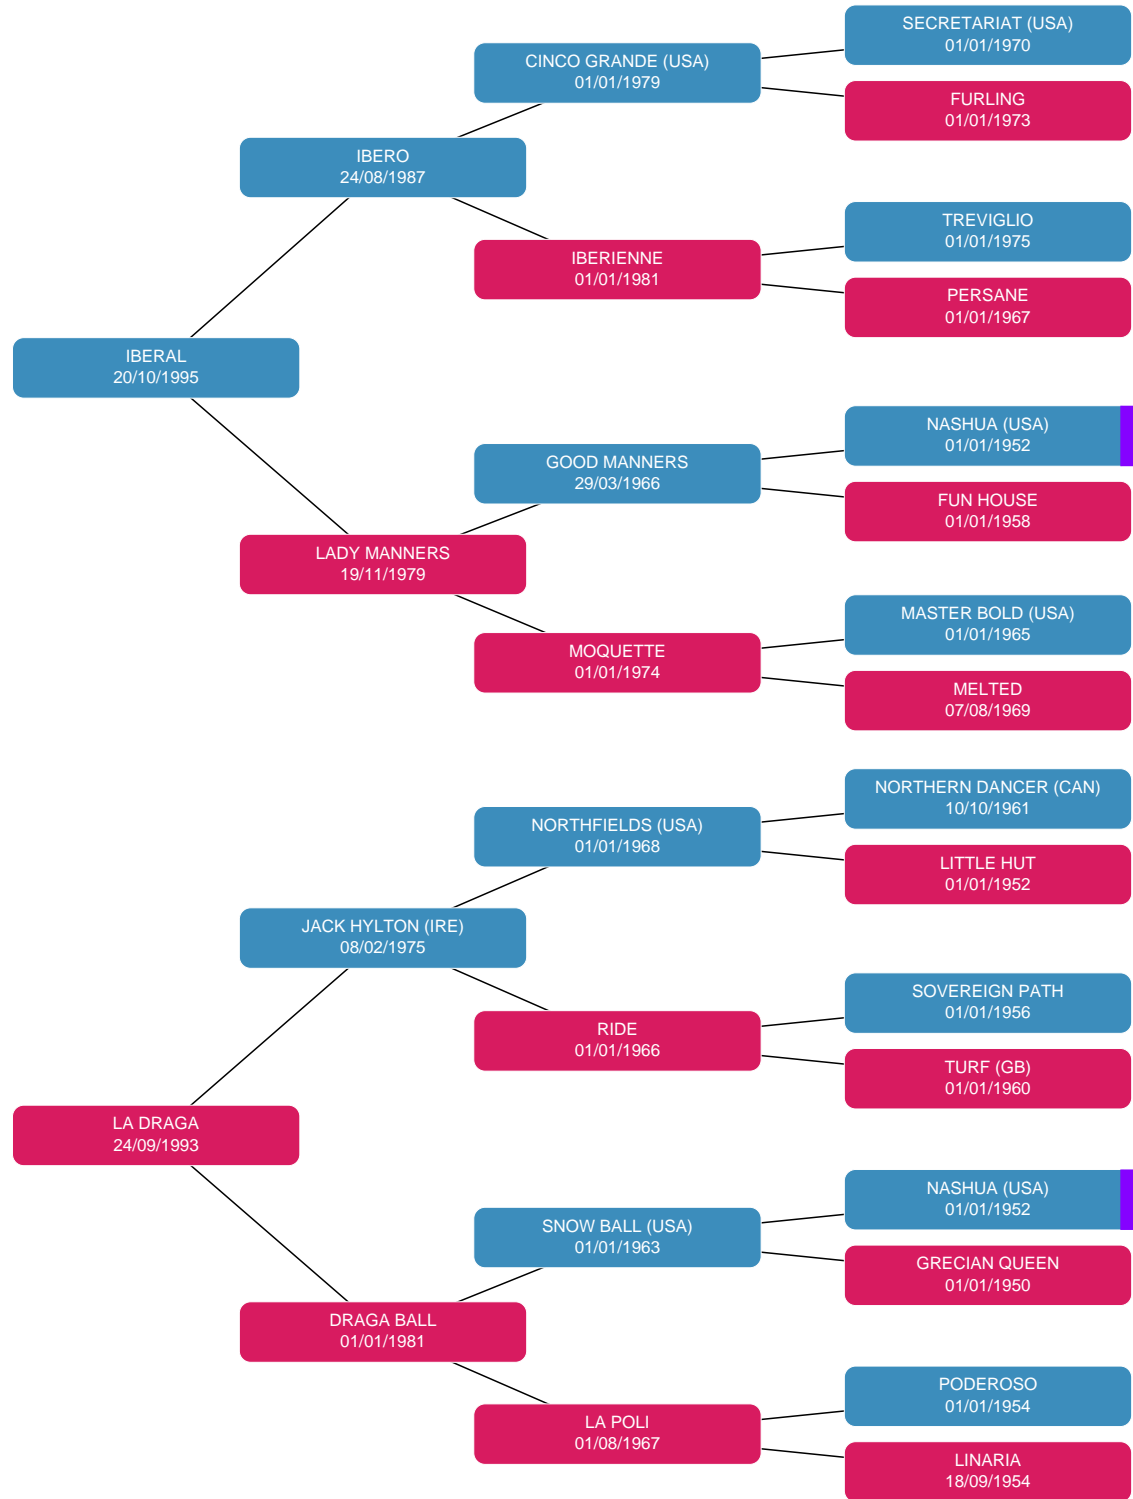 SECRETARIAT (USA)
01/01/1970
CINCO GRANDE (USA)
01/01/1979
FURLING
01/01/1973
IBERO
24/08/1987
TREVIGLIO
01/01/1975
IBERIENNE
01/01/1981
PERSANE
01/01/1967
IBERAL
20/10/1995
NASHUA (USA)
01/01/1952
GOOD MANNERS
29/03/1966
FUN HOUSE
01/01/1958
LADY MANNERS
19/11/1979
MASTER BOLD (USA)
01/01/1965
MOQUETTE
01/01/1974
MELTED
07/08/1969
NORTHERN DANCER (CAN)
10/10/1961
NORTHFIELDS (USA)
01/01/1968
LITTLE HUT
01/01/1952
JACK HYLTON (IRE)
08/02/1975
SOVEREIGN PATH
01/01/1956
RIDE
01/01/1966
TURF (GB)
01/01/1960
LA DRAGA
24/09/1993
NASHUA (USA)
01/01/1952
SNOW BALL (USA)
01/01/1963
GRECIAN QUEEN
01/01/1950
DRAGA BALL
01/01/1981
PODEROSO
01/01/1954
LA POLI
01/08/1967
LINARIA
18/09/1954